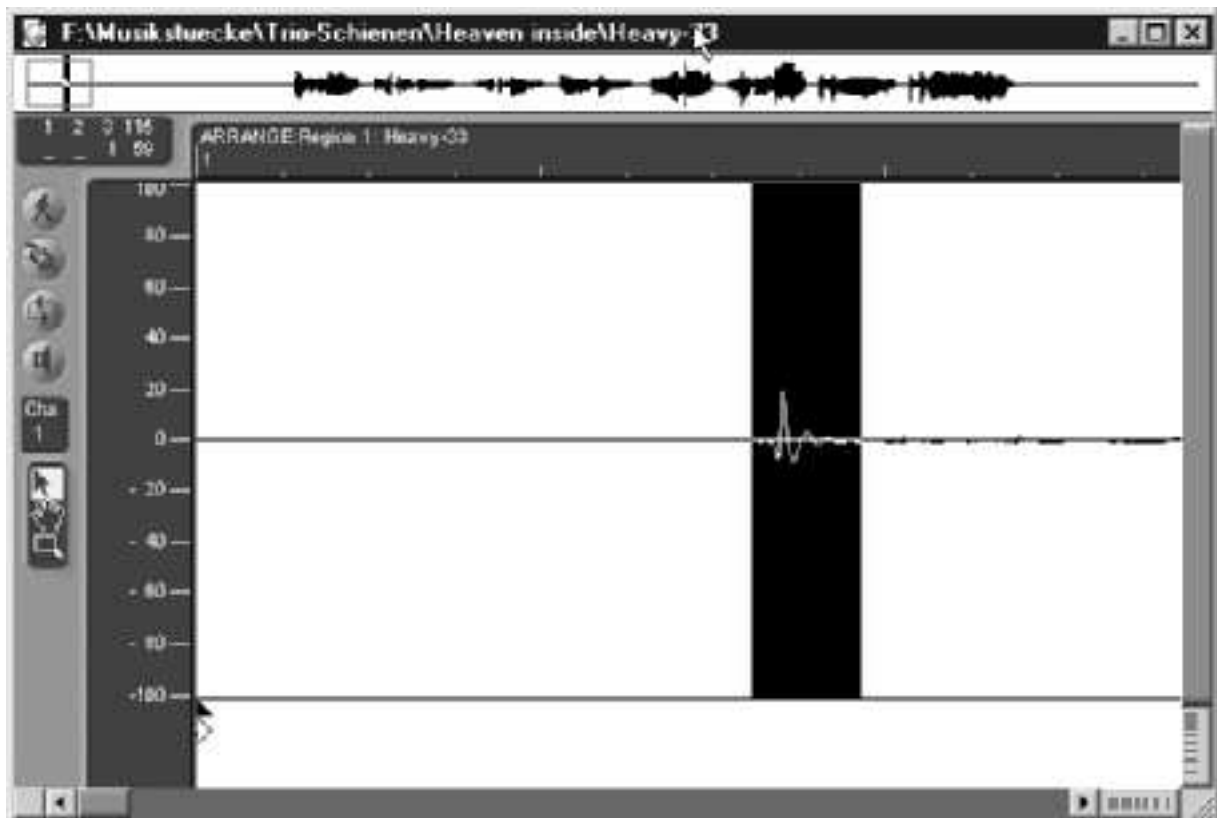 F:\Musikstuecke\Trio-Schienen\Heaven inside\Heavy-33
1 2 3 116
_ _ 1 59
ARRANGE:Region 1 Heavy-33
1
100
80
60
40
20
Cha
1
0
- 20
- 40
- 60
- 80
-100